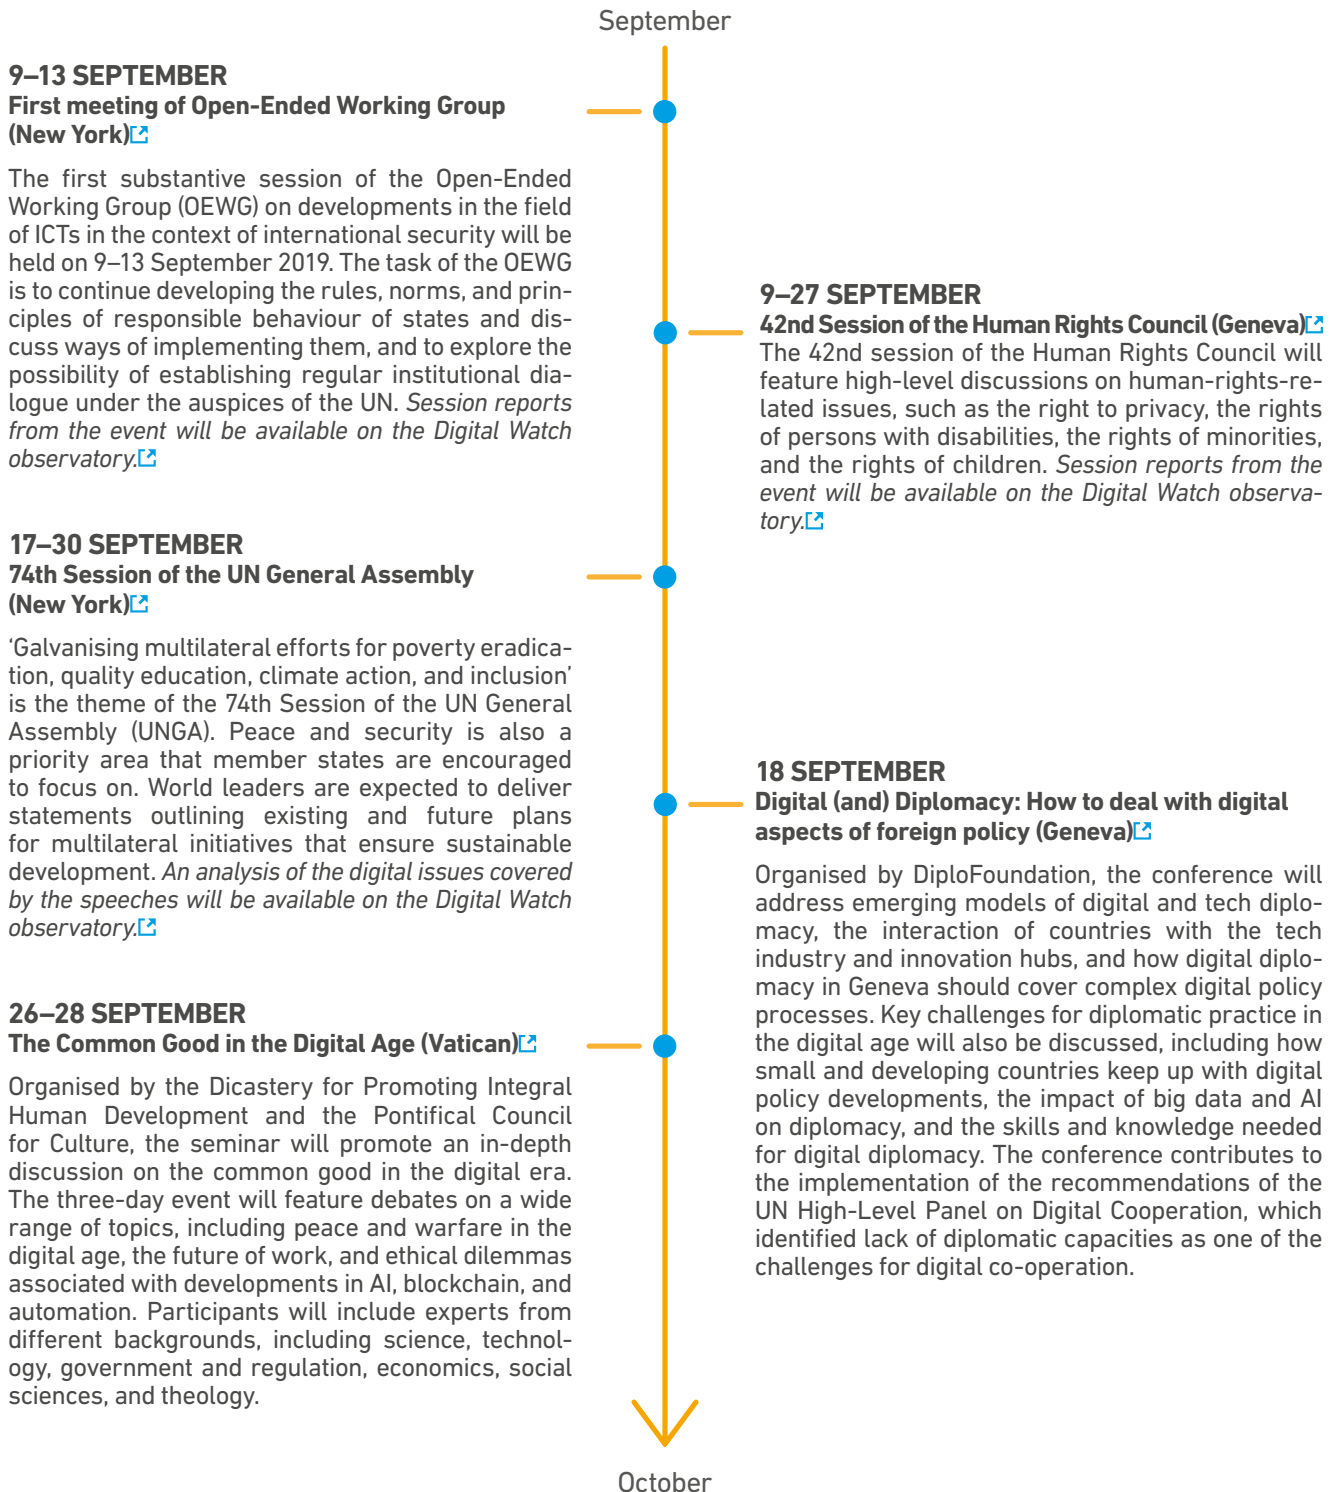 September
9–13 SEPTEMBER
First meeting of Open-Ended Working Group
(New York)
The first substantive session of the Open-Ended
Working Group (OEWG) on developments in the field
of ICTs in the context of international security will be
held on 9–13 September 2019. The task of the OEWG
is to continue developing the rules, norms, and prin-
ciples of responsible behaviour of states and dis-
cuss ways of implementing them, and to explore the
possibility of establishing regular institutional dia-
logue under the auspices of the UN. Session reports
from the event will be available on the Digital Watch
observatory.
9–27 SEPTEMBER
42nd Session of the Human Rights Council (Geneva)
The 42nd session of the Human Rights Council will
feature high-level discussions on human-rights-re-
lated issues, such as the right to privacy, the rights
of persons with disabilities, the rights of minorities,
and the rights of children. Session reports from the
event will be available on the Digital Watch observa-
tory.
17–30 SEPTEMBER
74th Session of the UN General Assembly
(New York)
‘Galvanising multilateral efforts for poverty eradica-
tion, quality education, climate action, and inclusion’
is the theme of the 74th Session of the UN General
Assembly (UNGA). Peace and security is also a
priority area that member states are encouraged
to focus on. World leaders are expected to deliver
statements outlining existing and future plans
for multilateral initiatives that ensure sustainable
development. An analysis of the digital issues covered
by the speeches will be available on the Digital Watch
observatory.
18 SEPTEMBER
Digital (and) Diplomacy: How to deal with digital
aspects of foreign policy (Geneva)
Organised by DiploFoundation, the conference will
address emerging models of digital and tech diplo-
macy, the interaction of countries with the tech
industry and innovation hubs, and how digital diplo-
macy in Geneva should cover complex digital policy
processes. Key challenges for diplomatic practice in
the digital age will also be discussed, including how
small and developing countries keep up with digital
policy developments, the impact of big data and AI
on diplomacy, and the skills and knowledge needed
for digital diplomacy. The conference contributes to
the implementation of the recommendations of the
UN High-Level Panel on Digital Cooperation, which
identified lack of diplomatic capacities as one of the
challenges for digital co-operation.
26–28 SEPTEMBER
The Common Good in the Digital Age (Vatican)
Organised by the Dicastery for Promoting Integral
Human Development and the Pontifical Council
for Culture, the seminar will promote an in-depth
discussion on the common good in the digital era.
The three-day event will feature debates on a wide
range of topics, including peace and warfare in the
digital age, the future of work, and ethical dilemmas
associated with developments in AI, blockchain, and
automation. Participants will include experts from
different backgrounds, including science, technol-
ogy, government and regulation, economics, social
sciences, and theology.
October